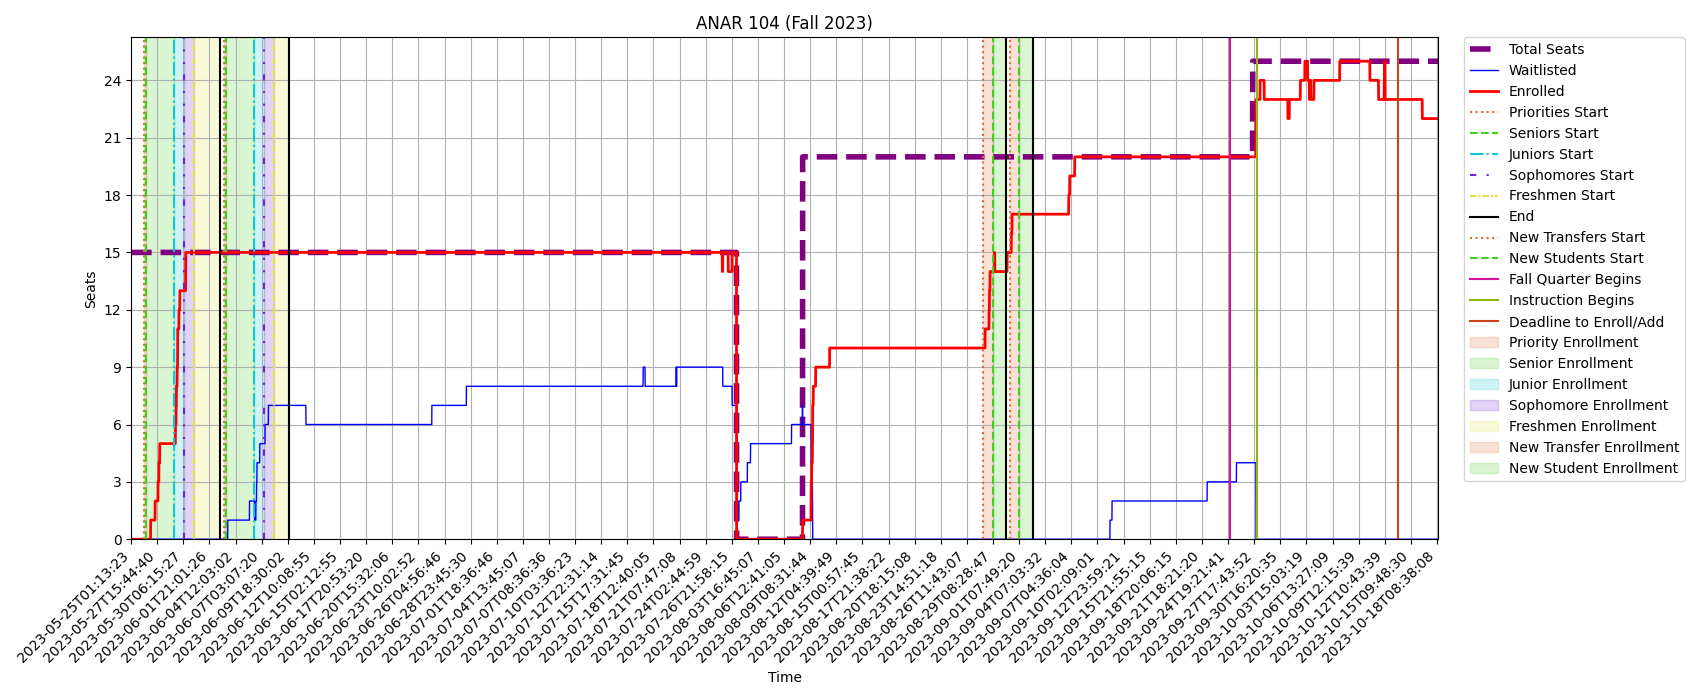 ANAR 104 (Fall 2023)
Seats
24
21
18
15
12
9
6
3
0
2023-05-25T01:13:23
2023-05-27T15:44:40
2023-05-30T06:15:27
2023-06-01T21:01:26
2023-06-04T12:03:02
2023-06-07T03:07:20
2023-06-09T18:30:02
2023-06-12T10:08:55
2023-06-15T02:12:55
2023-06-17T20:53:20
2023-06-20T15:32:06
2023-06-23T11:02:52
2023-06-26T04:56:46
2023-06-28T23:45:30
2023-07-01T18:36:46
2023-07-04T13:45:07
2023-07-07T08:36:36
2023-07-10T03:36:23
2023-07-12T22:31:14
2023-07-15T17:31:45
2023-07-18T12:40:05
2023-07-21T07:47:08
2023-07-24T02:44:59
2023-07-26T21:58:15
2023-08-03T16:45:07
2023-08-06T12:41:05
2023-08-09T08:31:44
2023-08-12T04:39:49
2023-08-15T00:57:45
2023-08-17T21:38:22
2023-08-20T18:15:08
2023-08-23T14:51:18
2023-08-26T11:43:07
2023-08-29T08:28:47
2023-09-01T07:49:20
2023-09-04T07:03:32
2023-09-07T04:36:04
2023-09-10T02:09:01
2023-09-12T23:59:21
2023-09-15T21:55:15
2023-09-18T20:06:15
2023-09-21T18:21:20
2023-09-24T19:21:41
2023-09-27T17:43:52
2023-09-30T16:20:35
2023-10-03T15:03:19
2023-10-06T13:27:09
2023-10-09T12:15:39
2023-10-12T10:43:39
2023-10-15T09:48:30
2023-10-18T08:38:08
Time
Total Seats
Waitlisted
Enrolled
Priorities Start
Seniors Start
Juniors Start
Sophomores Start
Freshmen Start
End
New Transfers Start
New Students Start
Fall Quarter Begins
Instruction Begins
Deadline to Enroll/Add
Priority Enrollment
Senior Enrollment
Junior Enrollment
Sophomore Enrollment
Freshmen Enrollment
New Transfer Enrollment
New Student Enrollment